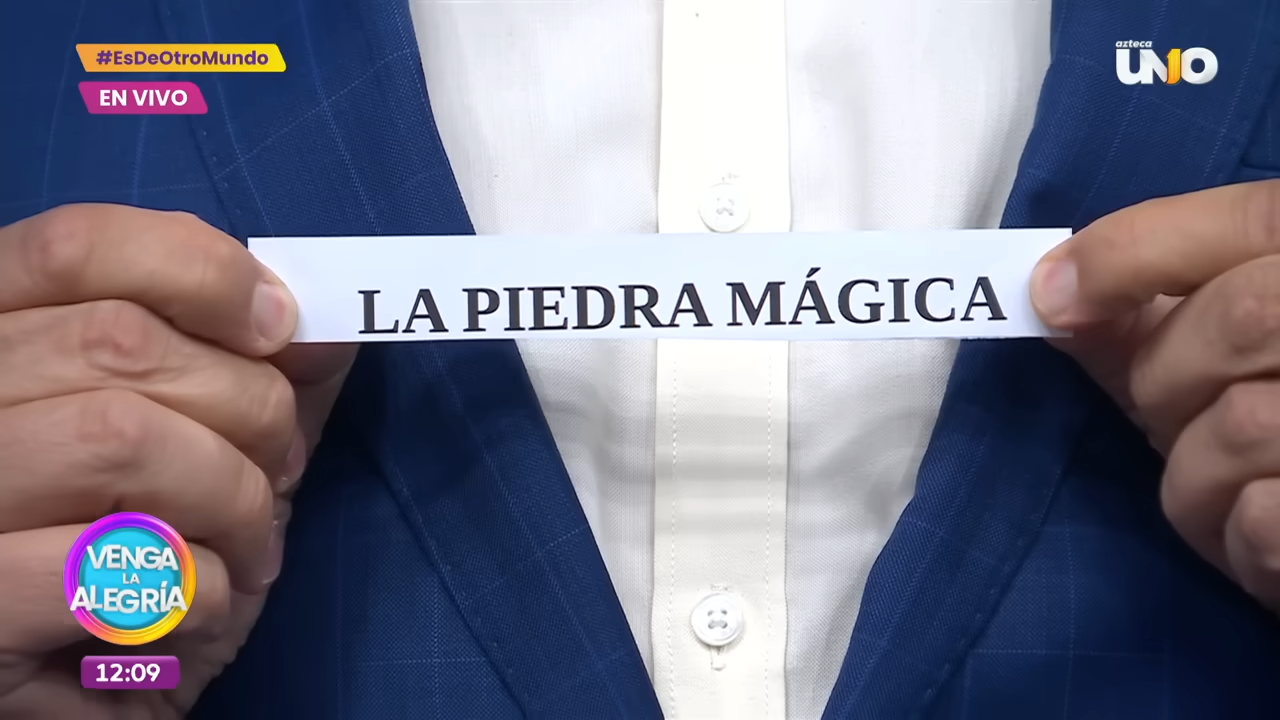 #EsDeOtroMundo
EN VIVO
azteca
UNO
LA PIEDRA MÁGICA
VENGA
LA
ALEGRÍA
12:09